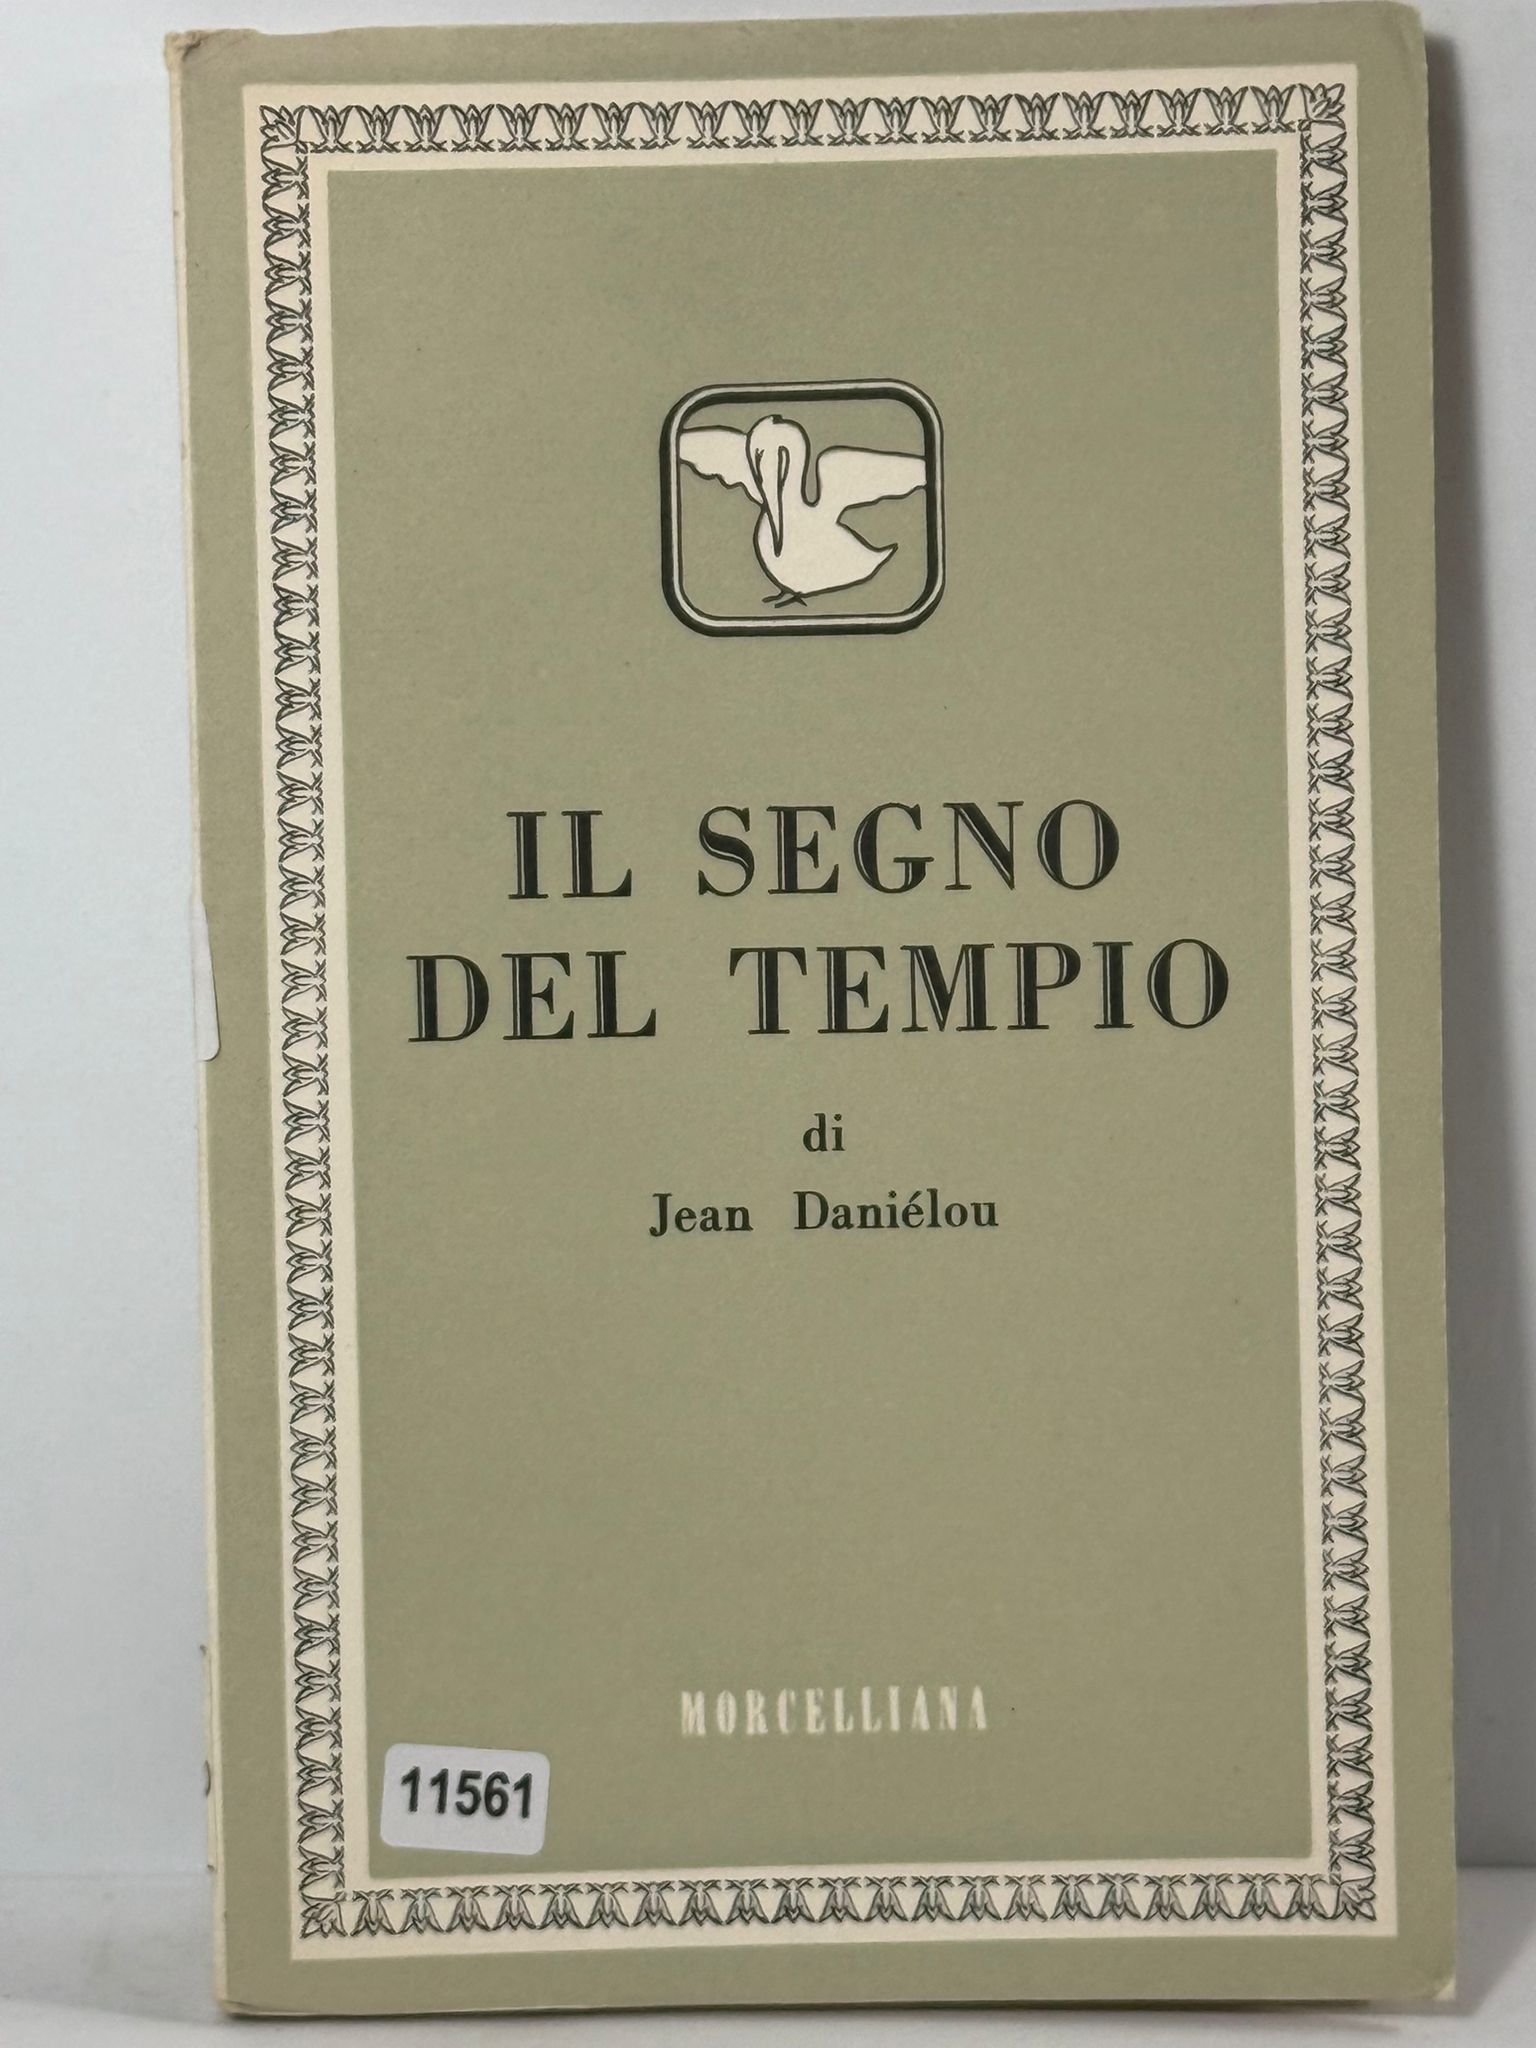 IL SEGNO
DEL TEMPIO
di
Jean Daniélou
MORCELLIANA
11561